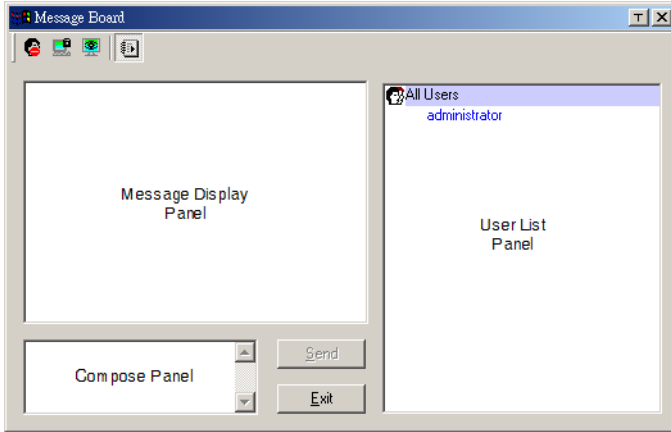 Message Board
T X
All Users
administrator
Message Display
Panel
User List
Panel
Compose Panel
Send
Exit